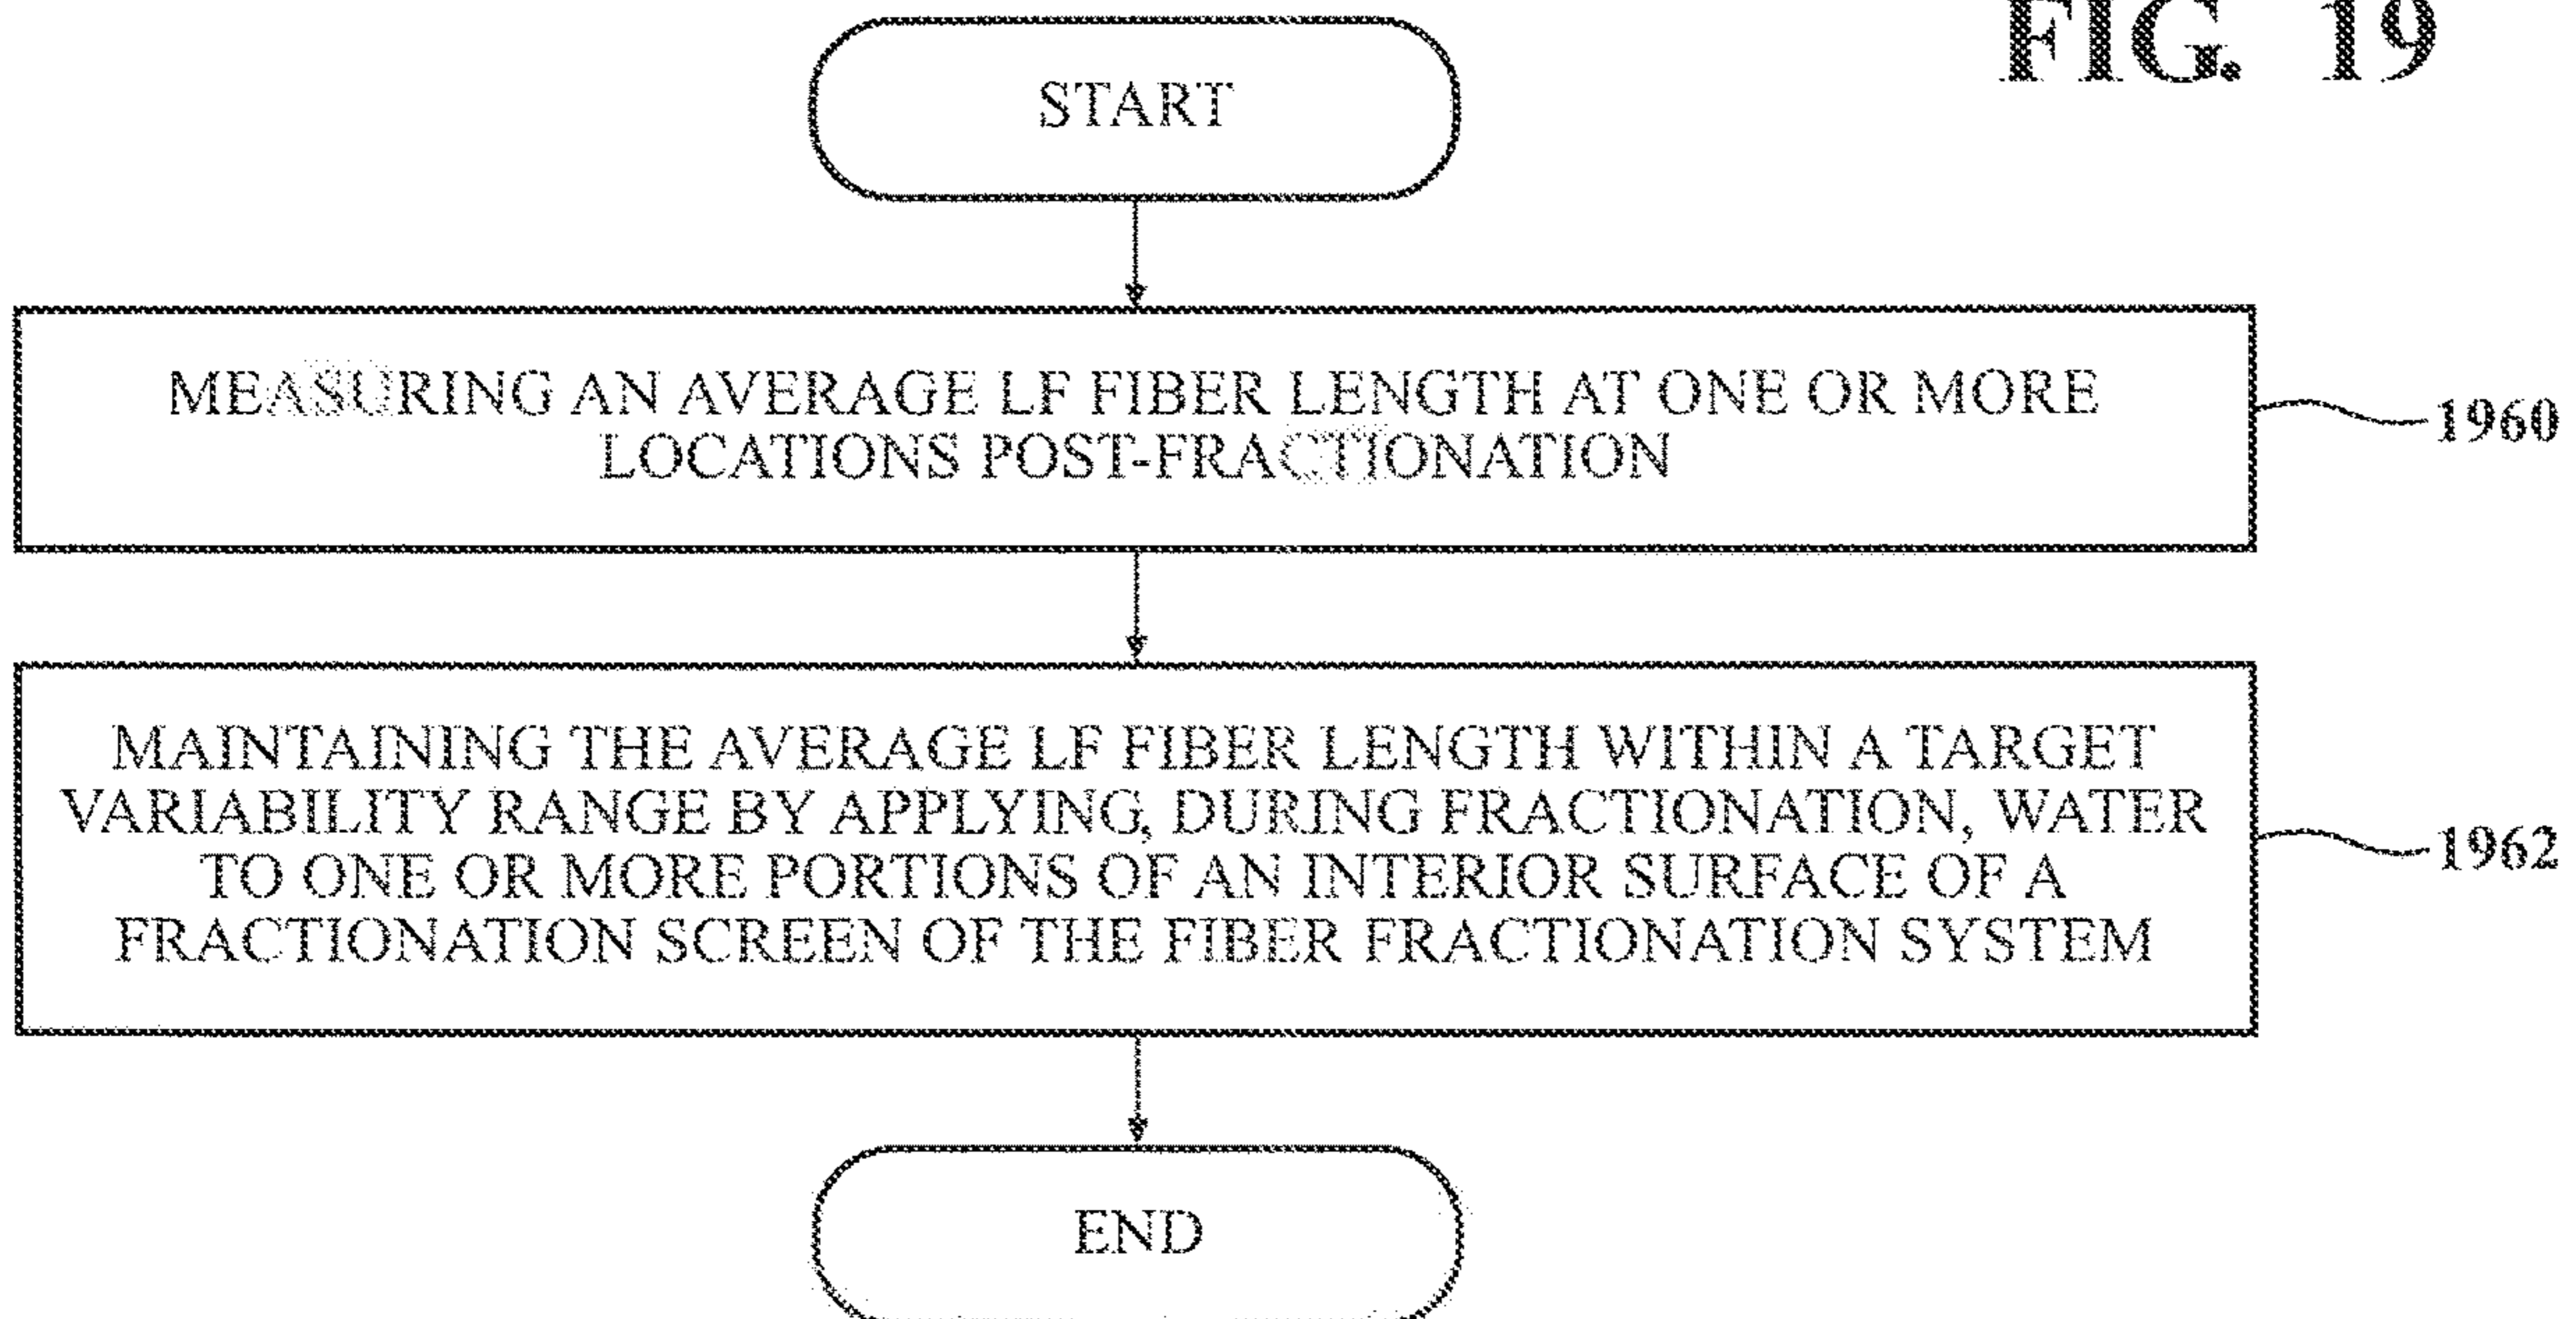 FIG. 19
START
MEASURING AN AVERAGE LF FIBER LENGTH AT ONE OR MORE
LOCATIONS POST-FRACTIONATION
1960
MAINTAINING THE AVERAGE LF FIBER LENGTH WITHIN A TARGET
VARIABILITY RANGE BY APPLYING, DURING FRACTIONATION, WATER
TO ONE OR MORE PORTIONS OF AN INTERIOR SURFACE OF A
FRACTIONATION SCREEN OF THE FIBER FRACTIONATION SYSTEM
1962
END